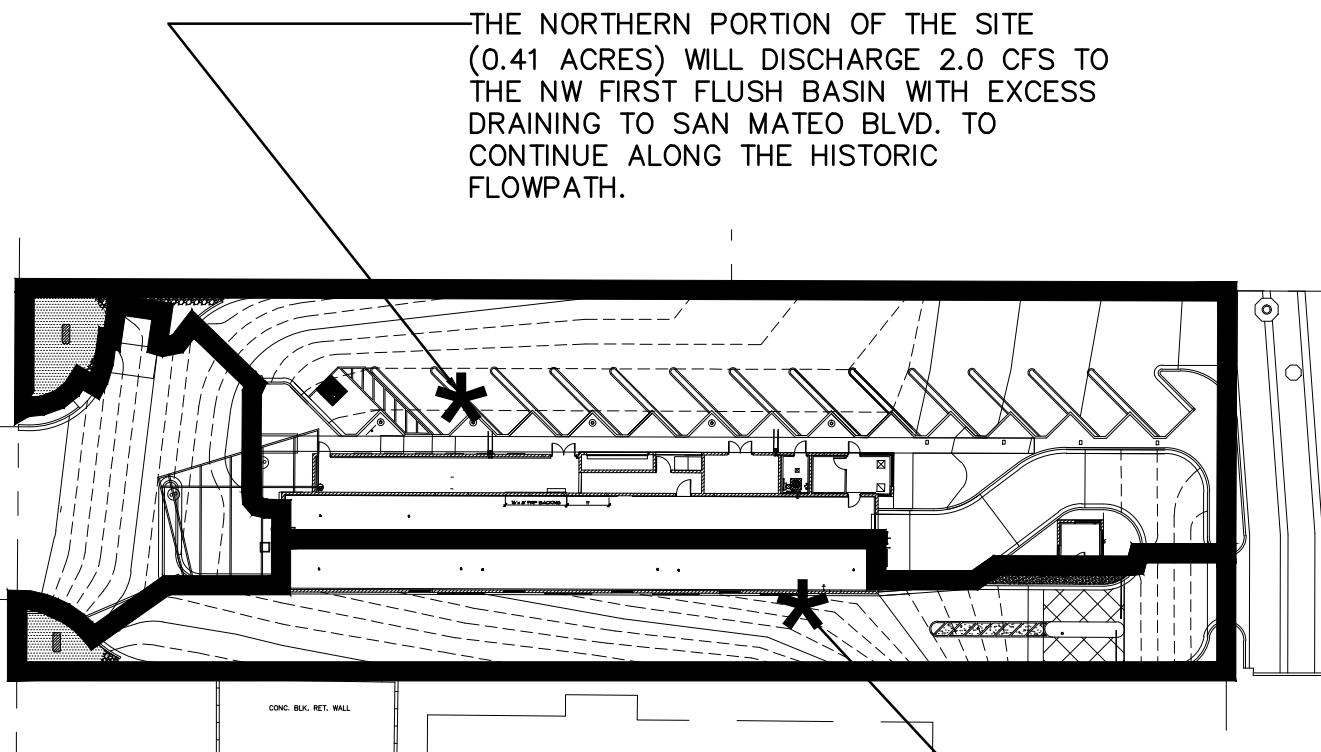 THE NORTHERN PORTION OF THE SITE
(0.41 ACRES) WILL DISCHARGE 2.0 CFS TO
THE NW FIRST FLUSH BASIN WITH EXCESS
DRAINING TO SAN MATEO BLVD. TO
CONTINUE ALONG THE HISTORIC
FLOWPATH.
CONC. BLK. RET. WALL